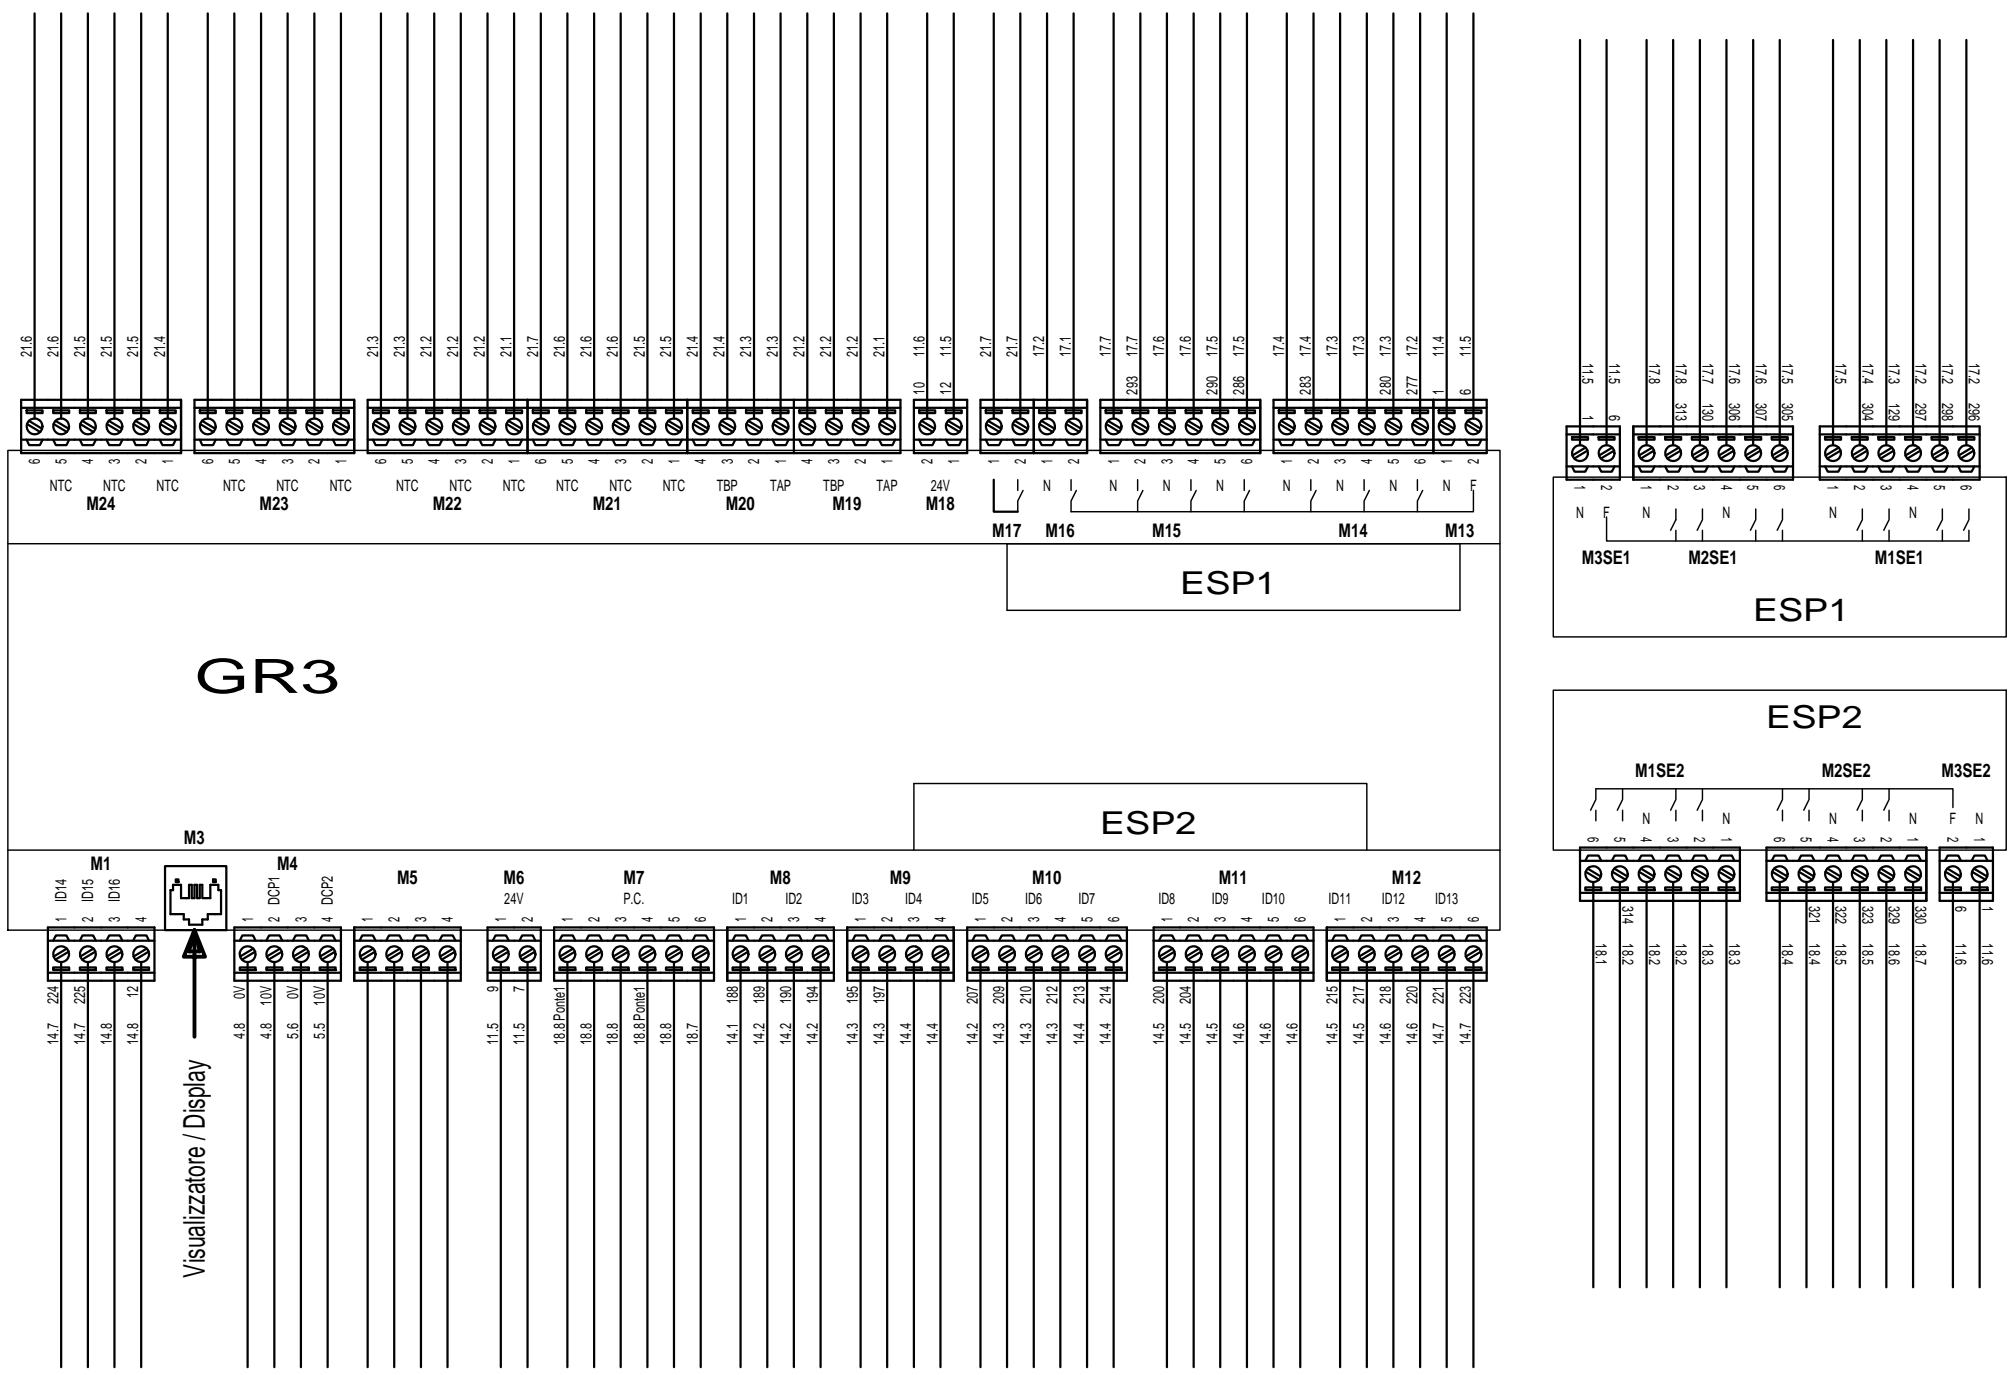 21.6 21.6 21.5 21.5 21.5 21.4 21.3 21.3 21.2 21.2 21.2 21.1 21.7 21.6 21.6 21.6 21.5 21.5 21.4 21.4 21.3 21.3 21.2 21.2 21.2 21.1 11.6 11.5 21.7 21.7 17.2 17.1 17.7 17.7 17.6 17.6 17.5 17.5 17.4 17.4 17.3 17.3 17.3 17.2 11.4 11.5
10 12 293 290 286 283 280 277 1 6
6 5 4 3 2 1 6 5 4 3 2 1 6 5 4 3 2 1 6 5 4 3 2 1 4 3 2 1 4 3 2 1 2 1 1 2 1 2 1 2 3 4 5 6 1 2 3 4 5 6 1 2
NTC NTC NTC NTC NTC NTC NTC NTC NTC NTC NTC NTC TBP TAP TBP TAP 24V N N N N N N N N F
M24 M23 M22 M21 M20 M19 M18
M17 M16 M15 M14 M13
ESP1
GR3
ESP2
M3
M1 M4 M5 M6 M7 M8 M9 M10 M11 M12
ID14 ID15 ID16 DCP1 DCP2 24V P.C. ID1 ID2 ID3 ID4 ID5 ID6 ID7 ID8 ID9 ID10 ID11 ID12 ID13
1 2 3 4 1 2 3 4 1 2 3 4 1 2 1 2 3 4 5 6 1 2 3 4 1 2 3 4 1 2 3 4 5 6 1 2 3 4 5 6 1 2 3 4 5 6
224 225 12 0V 10V 0V 10V 9 7 Ponte1 Ponte1 188 189 190 194 195 197 207 209 210 212 213 214 200 204 215 217 218 220 221 223
14.7 14.7 14.8 14.8 4.8 4.8 5.6 5.5 11.5 11.5 18.8 18.8 18.8 18.8 18.8 18.7 14.1 14.2 14.2 14.2 14.3 14.3 14.4 14.4 14.2 14.3 14.3 14.3 14.4 14.4 14.5 14.5 14.5 14.6 14.6 14.6 14.5 14.5 14.6 14.6 14.7 14.7
Visualizzatore / Display
11.5 11.5 17.8 17.8 17.7 17.6 17.6 17.5 17.5 17.4 17.3 17.2 17.2 17.2
1 6 313 130 306 307 305 304 129 297 298 296
1 2 1 2 3 4 5 6 1 2 3 4 5 6
N F N N N N
M3SE1 M2SE1 M1SE1
ESP1
ESP2
M1SE2 M2SE2 M3SE2
N N N N F N
6 5 4 3 2 1 6 5 4 3 2 1 2 1
314 321 322 323 329 330 6 1
18.1 18.2 18.2 18.2 18.3 18.3 18.4 18.4 18.5 18.5 18.6 18.7 11.6 11.6